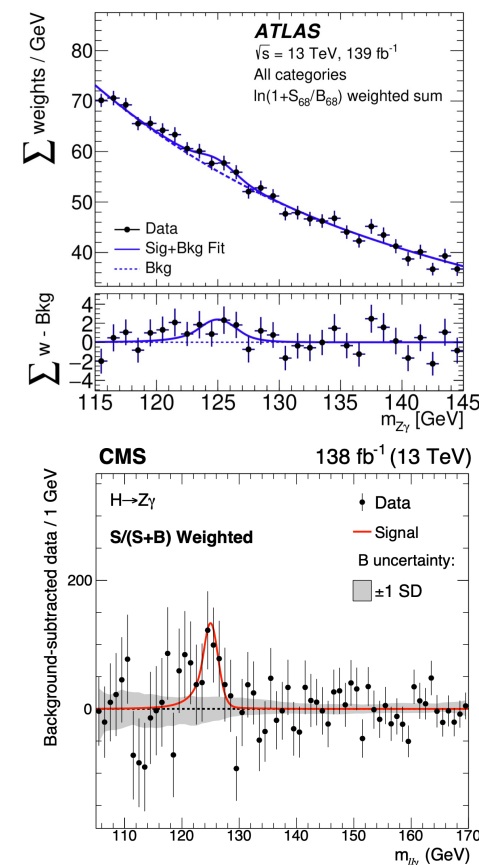 ∑ weights / GeV
80
70
60
50
40
ATLAS
√s = 13 TeV, 139 fb⁻¹
All categories
ln(1+S₆₈/B₆₈) weighted sum
Data
Sig+Bkg Fit
Bkg
∑ w - Bkg
4
2
0
−2
−4
115 120 125 130 135 140 145
m_Zγ [GeV]
CMS 138 fb⁻¹ (13 TeV)
Background-subtracted data / 1 GeV
H→Zγ
S/(S+B) Weighted
Data
Signal
B uncertainty:
±1 SD
200
0
110 120 130 140 150 160 170
m_llγ (GeV)